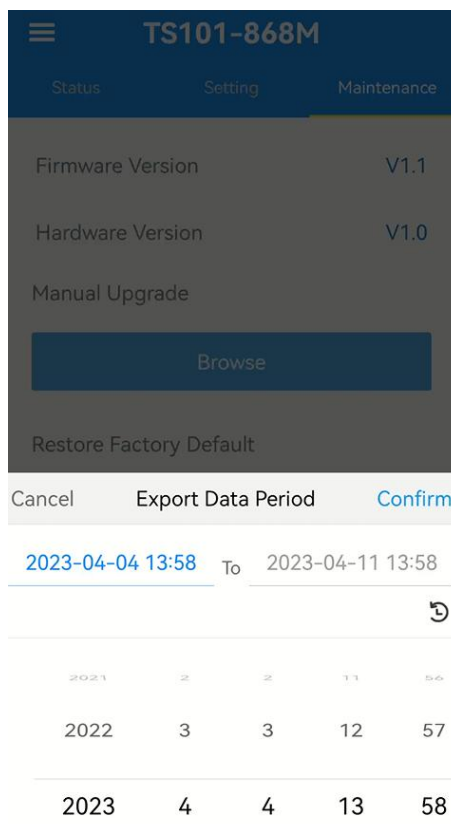 TS101-868M
Status Setting Maintenance
Firmware Version V1.1
Hardware Version V1.0
Manual Upgrade
Browse
Restore Factory Default
Cancel Export Data Period Confirm
2023-04-04 13:58 To 2023-04-11 13:58
2021 2 2 11 56
2022 3 3 12 57
2023 4 4 13 58